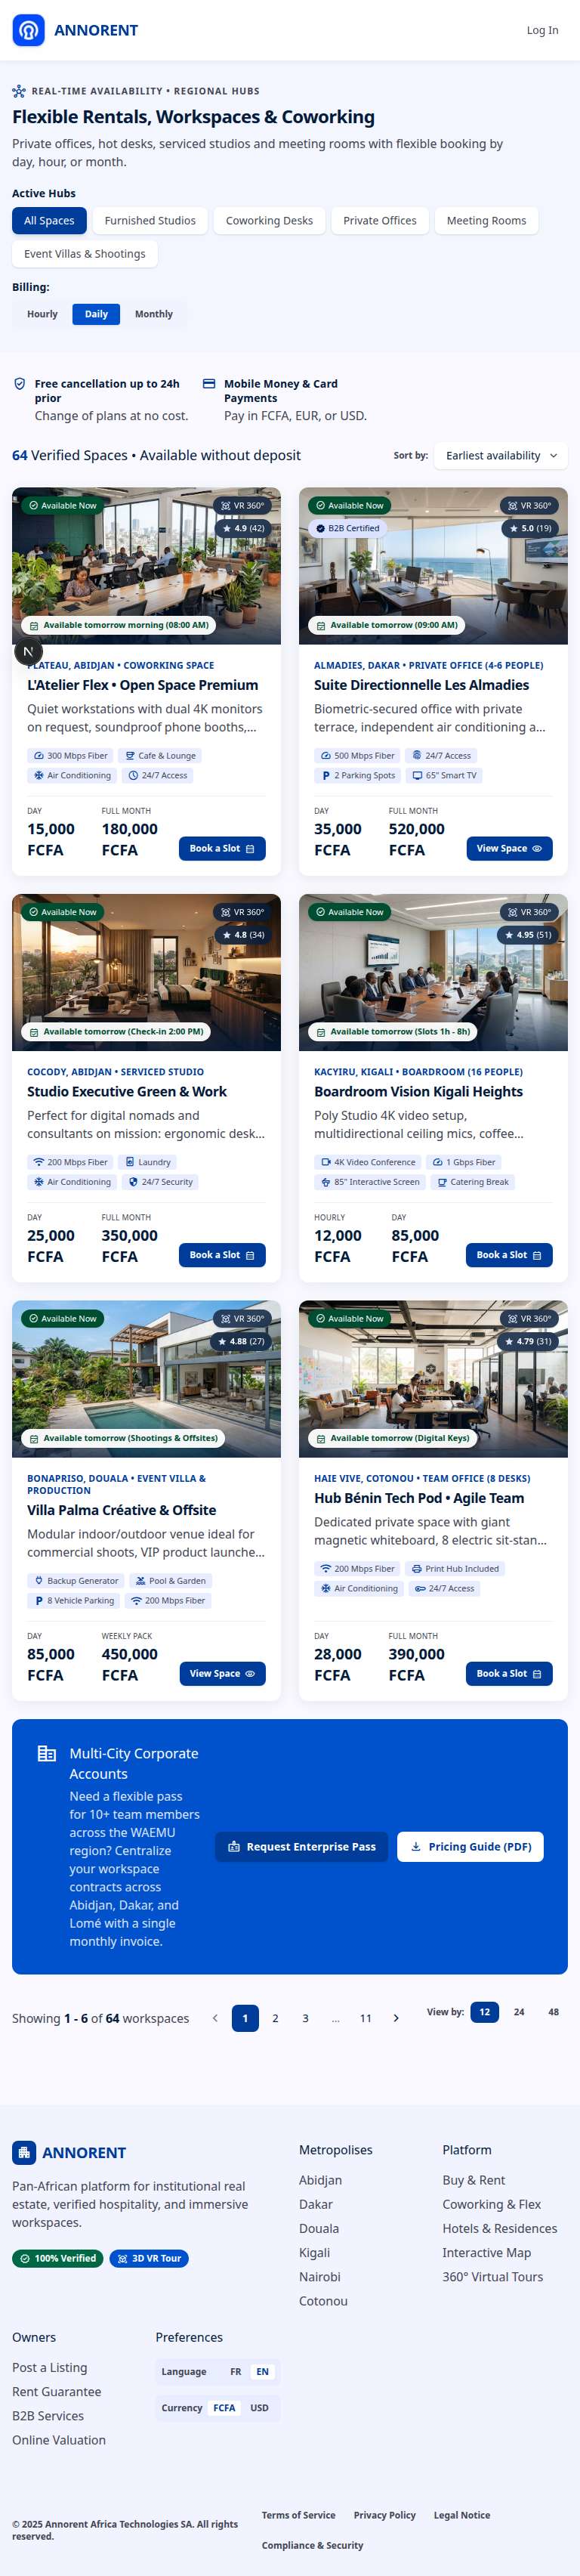 ANNORENT
Log In
REAL-TIME AVAILABILITY • REGIONAL HUBS
Flexible Rentals, Workspaces & Coworking
Private offices, hot desks, serviced studios and meeting rooms with flexible booking by
day, hour, or month.
Active Hubs
All Spaces
Furnished Studios
Coworking Desks
Private Offices
Meeting Rooms
Event Villas & Shootings
Billing:
Hourly
Daily
Monthly
Free cancellation up to 24h
prior
Change of plans at no cost.
Mobile Money & Card
Payments
Pay in FCFA, EUR, or USD.
64 Verified Spaces • Available without deposit
Sort by:
Earliest availability
Available Now
VR 360°
4.9 (42)
Available tomorrow morning (08:00 AM)
N
PLATEAU, ABIDJAN • COWORKING SPACE
L'Atelier Flex • Open Space Premium
Quiet workstations with dual 4K monitors
on request, soundproof phone booths,...
300 Mbps Fiber
Cafe & Lounge
Air Conditioning
24/7 Access
DAY
15,000
FCFA
FULL MONTH
180,000
FCFA
Book a Slot
Available Now
VR 360°
B2B Certified
5.0 (19)
Available tomorrow (09:00 AM)
ALMADIES, DAKAR • PRIVATE OFFICE (4-6 PEOPLE)
Suite Directionnelle Les Almadies
Biometric-secured office with private
terrace, independent air conditioning a...
500 Mbps Fiber
24/7 Access
2 Parking Spots
65" Smart TV
DAY
35,000
FCFA
FULL MONTH
520,000
FCFA
View Space
Available Now
VR 360°
4.8 (34)
Available tomorrow (Check-in 2:00 PM)
COCODY, ABIDJAN • SERVICED STUDIO
Studio Executive Green & Work
Perfect for digital nomads and
consultants on mission: ergonomic desk...
200 Mbps Fiber
Laundry
Air Conditioning
24/7 Security
DAY
25,000
FCFA
FULL MONTH
350,000
FCFA
Book a Slot
Available Now
VR 360°
4.95 (51)
Available tomorrow (Slots 1h - 8h)
KACYIRU, KIGALI • BOARDROOM (16 PEOPLE)
Boardroom Vision Kigali Heights
Poly Studio 4K video setup,
multidirectional ceiling mics, coffee...
4K Video Conference
1 Gbps Fiber
85" Interactive Screen
Catering Break
HOURLY
12,000
FCFA
DAY
85,000
FCFA
Book a Slot
Available Now
VR 360°
4.88 (27)
Available tomorrow (Shootings & Offsites)
BONAPRISO, DOUALA • EVENT VILLA &
PRODUCTION
Villa Palma Créative & Offsite
Modular indoor/outdoor venue ideal for
commercial shoots, VIP product launche...
Backup Generator
Pool & Garden
8 Vehicle Parking
200 Mbps Fiber
DAY
85,000
FCFA
WEEKLY PACK
450,000
FCFA
View Space
Available Now
VR 360°
4.79 (31)
Available tomorrow (Digital Keys)
HAIE VIVE, COTONOU • TEAM OFFICE (8 DESKS)
Hub Bénin Tech Pod • Agile Team
Dedicated private space with giant
magnetic whiteboard, 8 electric sit-stan...
200 Mbps Fiber
Print Hub Included
Air Conditioning
24/7 Access
DAY
28,000
FCFA
FULL MONTH
390,000
FCFA
Book a Slot
Multi-City Corporate
Accounts
Need a flexible pass
for 10+ team members
across the WAEMU
region? Centralize
your workspace
contracts across
Abidjan, Dakar, and
Lomé with a single
monthly invoice.
Request Enterprise Pass
Pricing Guide (PDF)
Showing 1 - 6 of 64 workspaces
1
2
3
...
11
View by:
12
24
48
ANNORENT
Pan-African platform for institutional real
estate, verified hospitality, and immersive
workspaces.
100% Verified
3D VR Tour
Metropolises
Abidjan
Dakar
Douala
Kigali
Nairobi
Cotonou
Platform
Buy & Rent
Coworking & Flex
Hotels & Residences
Interactive Map
360° Virtual Tours
Owners
Post a Listing
Rent Guarantee
B2B Services
Online Valuation
Preferences
Language
FR
EN
Currency
FCFA
USD
© 2025 Annorent Africa Technologies SA. All rights
reserved.
Terms of Service
Privacy Policy
Legal Notice
Compliance & Security